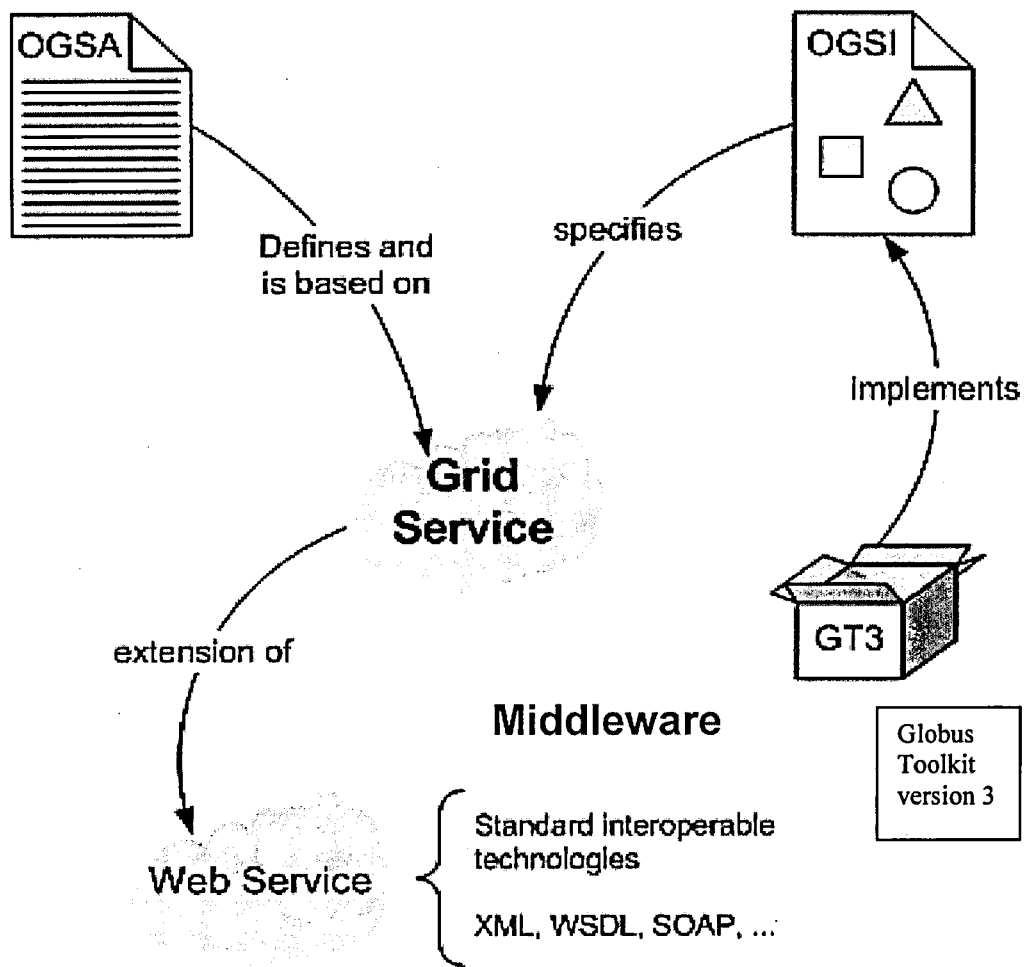 OGSA
OGSI
Defines and
is based on
specifies
Implements
Grid
Service
GT3
extension of
Middleware
Globus
Toolkit
version 3
Standard interoperable
technologies
Web Service
XML, WSDL, SOAP, ...